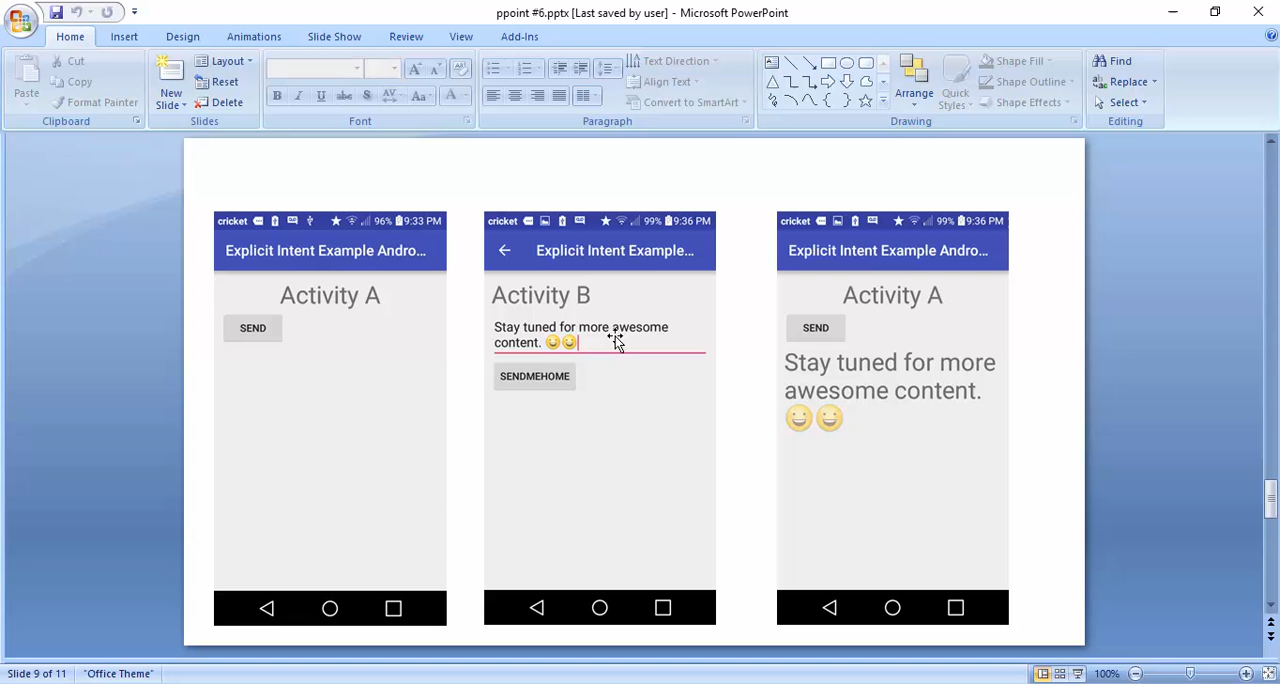 ppoint #6.pptx [Last saved by user] - Microsoft PowerPoint
Home Insert Design Animations Slide Show Review View Add-Ins
Paste
Cut
Copy
Format Painter
Clipboard
New Slide
Layout
Reset
Delete
Slides
B I U abc S AV Aa A
Font
Text Direction
Align Text
Convert to SmartArt
Paragraph
Arrange
Quick Styles
Shape Fill
Shape Outline
Shape Effects
Drawing
Find
Replace
Select
Editing
cricket 96% 9:33 PM
Explicit Intent Example Andro...
Activity A
SEND
cricket 99% 9:36 PM
Explicit Intent Example...
Activity B
Stay tuned for more awesome
content. 😀😀
SENDMEHOME
cricket 99% 9:36 PM
Explicit Intent Example Andro...
Activity A
SEND
Stay tuned for more
awesome content.
😀😀
Slide 9 of 11 "Office Theme" 100%